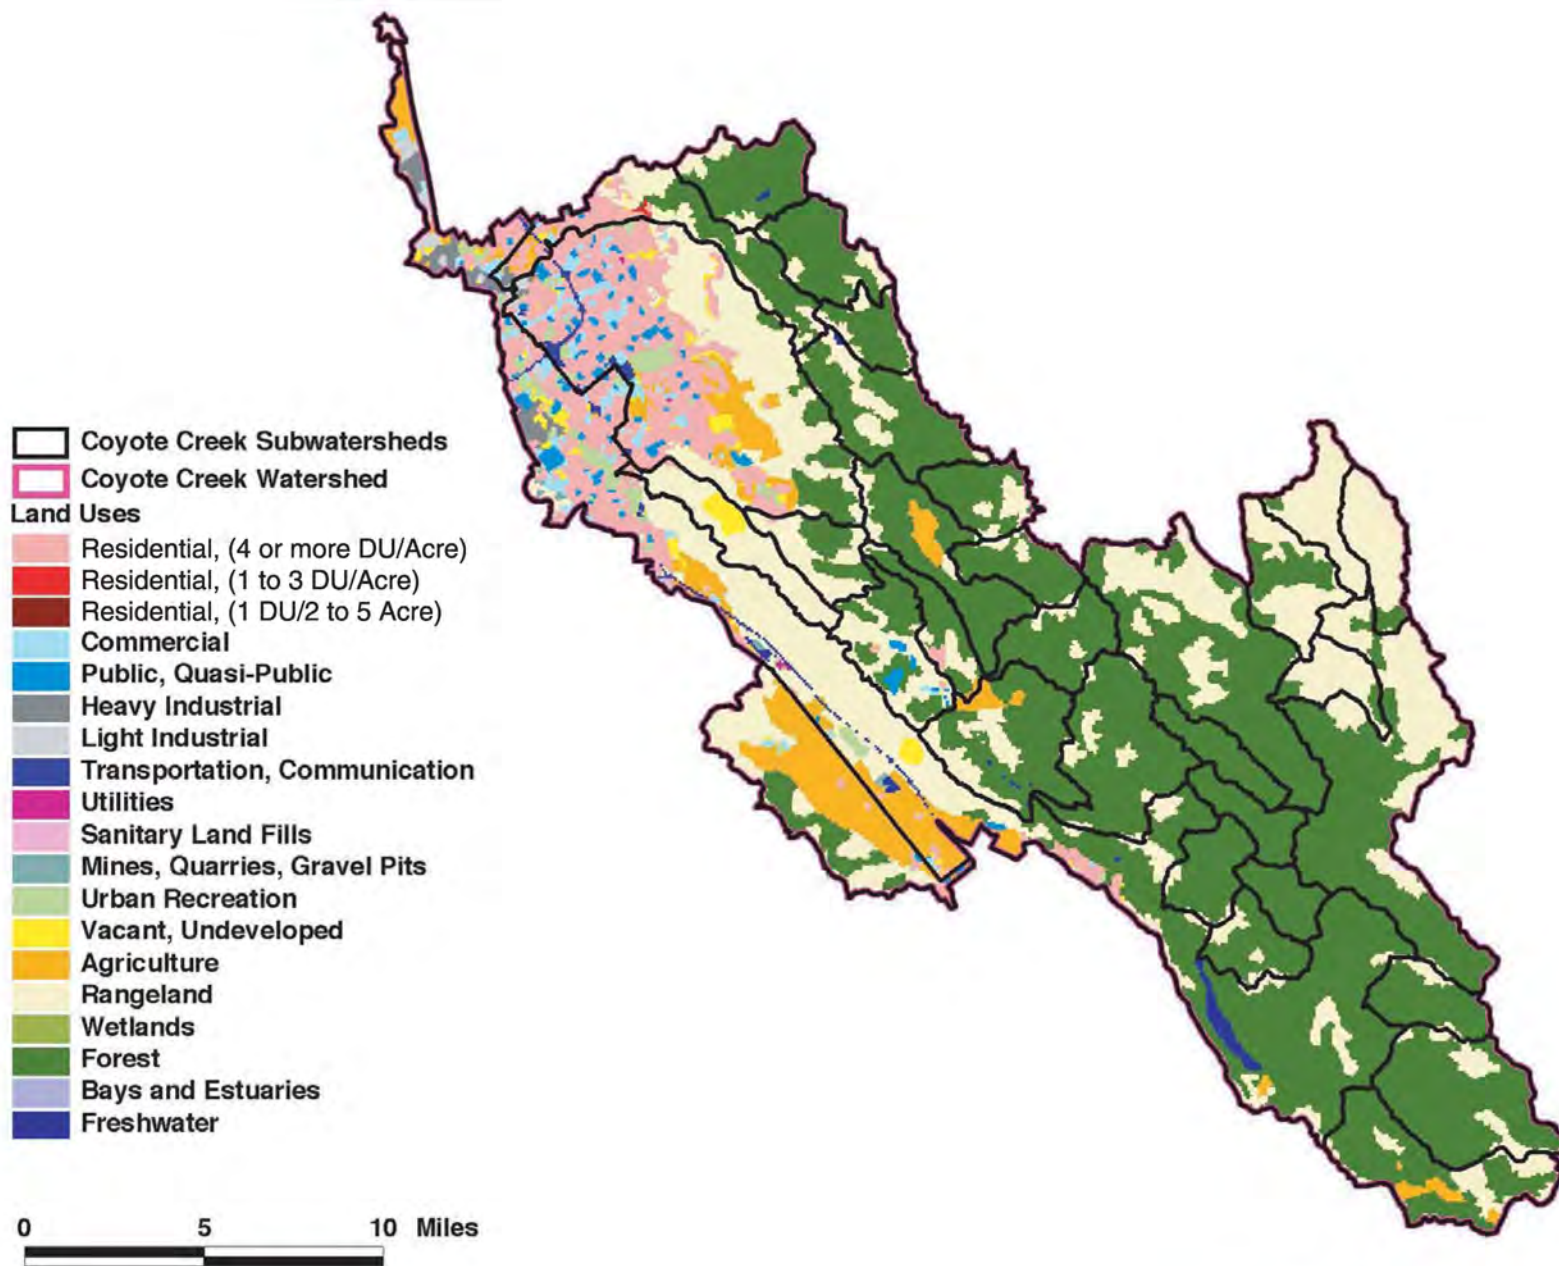 Coyote Creek Subwatersheds
Coyote Creek Watershed
Land Uses
Residential, (4 or more DU/Acre)
Residential, (1 to 3 DU/Acre)
Residential, (1 DU/2 to 5 Acre)
Commercial
Public, Quasi-Public
Heavy Industrial
Light Industrial
Transportation, Communication
Utilities
Sanitary Land Fills
Mines, Quarries, Gravel Pits
Urban Recreation
Vacant, Undeveloped
Agriculture
Rangeland
Wetlands
Forest
Bays and Estuaries
Freshwater
0 5 10 Miles